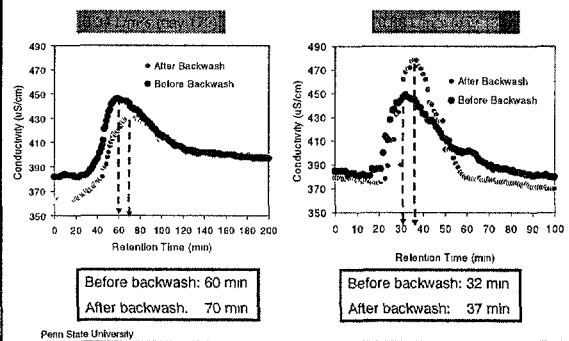 490
470
450
430
410
390
370
350
Conductivity (uS/cm)
After Backwash
Before Backwash
0 20 40 60 80 100 120 140 160 180 200
Retention Time (min)
Before backwash: 60 min
After backwash. 70 min
490
470
450
430
410
390
370
350
Conductivity (uS/cm)
After Backwash
Before Backwash
0 10 20 30 40 50 60 70 80 90 100
Retention Time (min)
Before backwash: 32 min
After backwash: 37 min
Penn State University